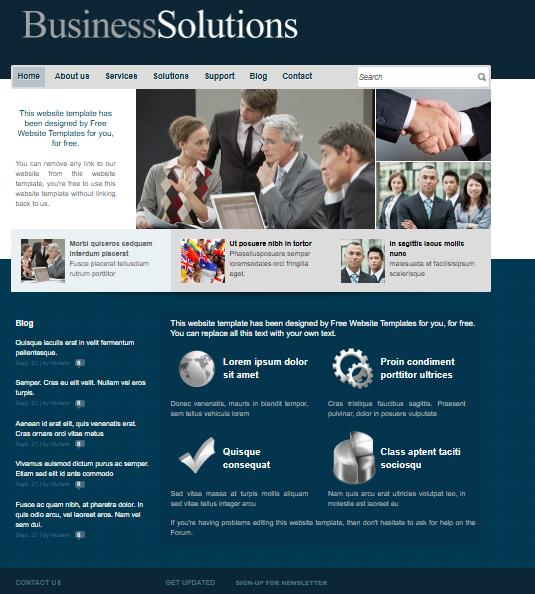 BusinessSolutions
Home About us Services Solutions Support Blog Contact Search
This website template has
been designed by Free
Website Templates for you,
for free.
You can remove any link to our
website from this website
template, you're free to use this
website template without linking
back to us.
Morbi quiseros sedquam
interdum placerat
Fusce placerat tellusdiam
rutrum porttitor
Ut posuere nibh in tortor
Phasellusposuere semper
loremsodales orci fringilla
eget.
In sagittis laous mollis
nunc
malesuada et facilisipsum
scelerisque
Blog
Quisque iaculis erat in velit fermentum
pellentesque.
Sept. 21 | by Nullam 8
Semper. Cras eu elit velit. Nullam vel eros
turpis.
Sept. 21 | by Nullam 8
Aenean id erat elit, quis venenatis erat.
Cras ornare orci vitae metus
Sept. 21 | by Nullam 8
Vivamus euismod dictum purus ac semper.
Etiam sed elit id ante commodo
Sept. 21 | by Nullam 8
Fusce ac quam nibh, at pharetra dolor. In
quis odio arcu, vel laoreet eros. Nam vel
sem dui.
Sept. 21 | by Nullam 8
This website template has been designed by Free Website Templates for you, for free.
You can replace all this text with your own text.
Lorem ipsum dolor
sit amet
Donec venenatis, mauris in blandit tempor,
sem tellus vehicula lorem
Proin condiment
porttitor ultrices
Cras tristique faucibus sagittis. Praesent
pulvinar, dolor in posuere vulputate
Quisque
consequat
Sed vitae massa at turpis mollis aliquam
sed vitae tellus integer arcu
Class aptent taciti
sociosqu
Nam quis arcu erat ultricies volutpat leo, in
molestie est laoreet eu
If you're having problems editing this website template, then don't hesitate to ask for help on the
Forum.
CONTACT US GET UPDATED SIGN-UP FOR NEWSLETTER